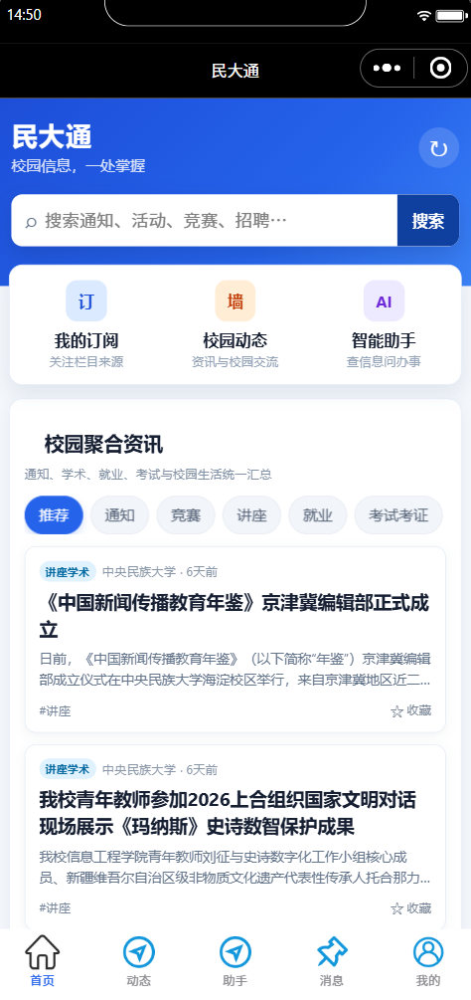 14:50
民大通
民大通
校园信息，一处掌握
搜索通知、活动、竞赛、招聘…
搜索
订
墙
AI
我的订阅
校园动态
智能助手
关注栏目来源
资讯与校园交流
查信息问办事
校园聚合资讯
通知、学术、就业、考试与校园生活统一汇总
推荐
通知
竞赛
讲座
就业
考试考证
讲座学术 中央民族大学 · 6天前
《中国新闻传播教育年鉴》京津冀编辑部正式成
立
日前，《中国新闻传播教育年鉴》（以下简称“年鉴”）京津冀编辑
部成立仪式在中央民族大学海淀校区举行，来自京津冀地区近二...
#讲座
☆ 收藏
讲座学术 中央民族大学 · 6天前
我校青年教师参加2026上合组织国家文明对话
现场展示《玛纳斯》史诗数智保护成果
我校信息工程学院青年教师刘征与史诗数字化工作小组核心成
员、新疆维吾尔自治区级非物质文化遗产代表性传承人托合那力...
#讲座
☆ 收藏
首页
动态
助手
消息
我的